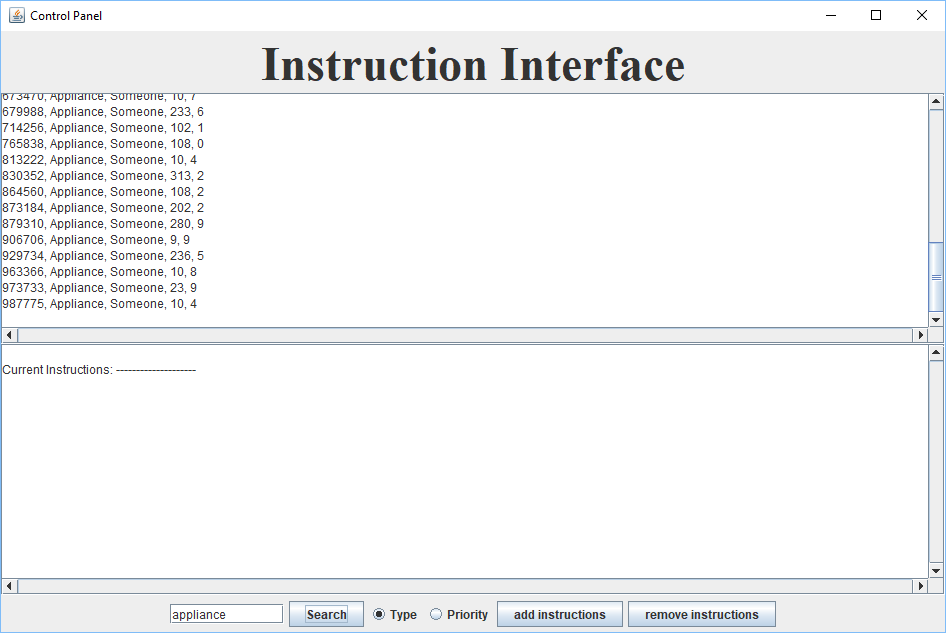 Control Panel
Instruction Interface
673470, Appliance, Someone, 10, 7
679988, Appliance, Someone, 233, 6
714256, Appliance, Someone, 102, 1
765838, Appliance, Someone, 108, 0
813222, Appliance, Someone, 10, 4
830352, Appliance, Someone, 313, 2
864560, Appliance, Someone, 108, 2
873184, Appliance, Someone, 202, 2
879310, Appliance, Someone, 280, 9
906706, Appliance, Someone, 9, 9
929734, Appliance, Someone, 236, 5
963366, Appliance, Someone, 10, 8
973733, Appliance, Someone, 23, 9
987775, Appliance, Someone, 10, 4
Current Instructions: --------------------
appliance Search Type Priority add instructions remove instructions